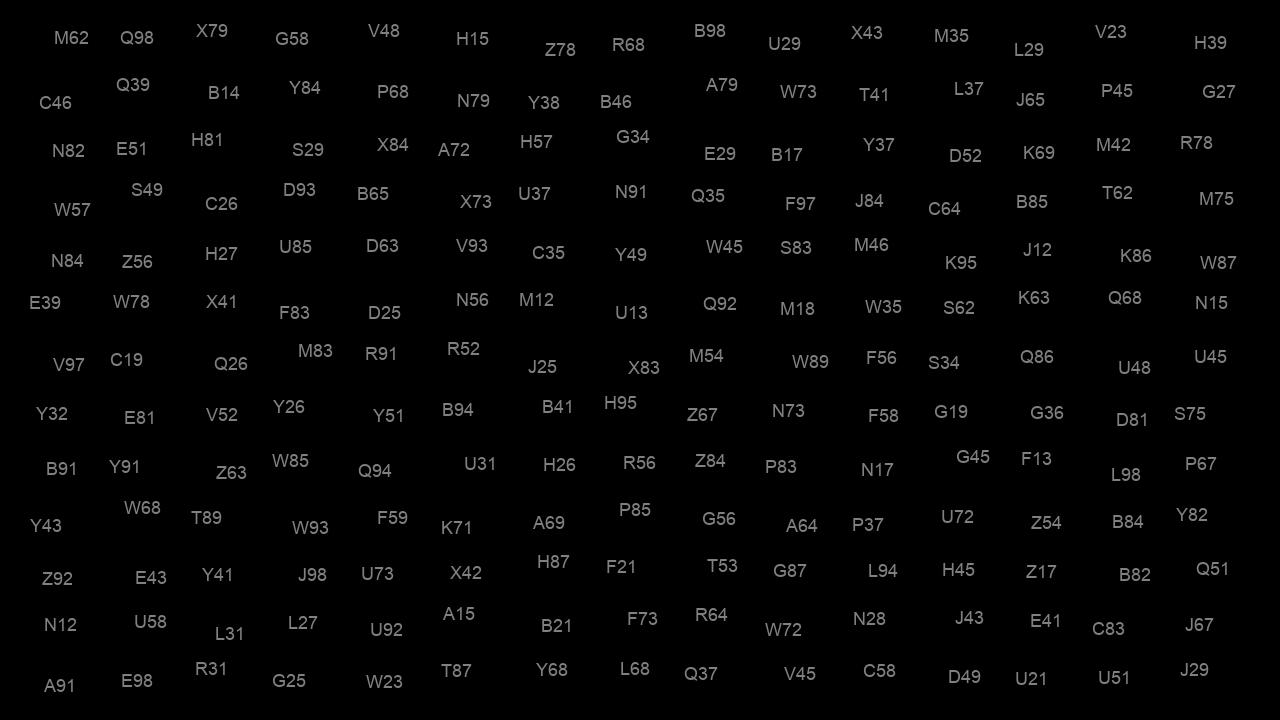 M62 Q98 X79 G58 V48 H15 Z78 R68 B98 U29 X43 M35 L29 V23 H39
C46 Q39 B14 Y84 P68 N79 Y38 B46 A79 W73 T41 L37 J65 P45 G27
N82 E51 H81 S29 X84 A72 H57 G34 E29 B17 Y37 D52 K69 M42 R78
W57 S49 C26 D93 B65 X73 U37 N91 Q35 F97 J84 C64 B85 T62 M75
N84 Z56 H27 U85 D63 V93 C35 Y49 W45 S83 M46 K95 J12 K86 W87
E39 W78 X41 F83 D25 N56 M12 U13 Q92 M18 W35 S62 K63 Q68 N15
V97 C19 Q26 M83 R91 R52 J25 X83 M54 W89 F56 S34 Q86 U48 U45
Y32 E81 V52 Y26 Y51 B94 B41 H95 Z67 N73 F58 G19 G36 D81 S75
B91 Y91 Z63 W85 Q94 U31 H26 R56 Z84 P83 N17 G45 F13 L98 P67
Y43 W68 T89 W93 F59 K71 A69 P85 G56 A64 P37 U72 Z54 B84 Y82
Z92 E43 Y41 J98 U73 X42 H87 F21 T53 G87 L94 H45 Z17 B82 Q51
N12 U58 L31 L27 U92 A15 B21 F73 R64 W72 N28 J43 E41 C83 J67
A91 E98 R31 G25 W23 T87 Y68 L68 Q37 V45 C58 D49 U21 U51 J29